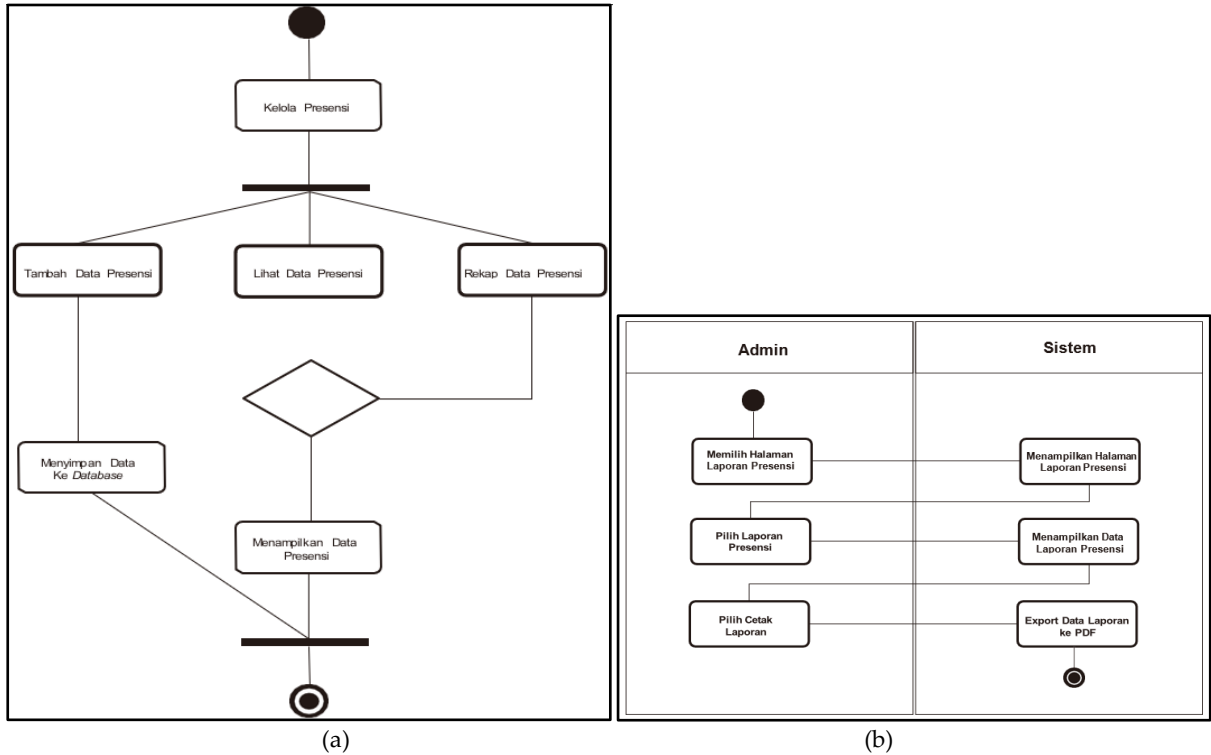 Kelola Presensi
Tambah Data Presensi
Lihat Data Presensi
Rekap Data Presensi
Menyimpan Data
Ke Database
Menampilkan Data
Presensi
(a)
Admin
Sistem
Memilih Halaman
Laporan Presensi
Menampilkan Halaman
Laporan Presensi
Pilih Laporan
Presensi
Menampilkan Data
Laporan Presensi
Pilih Cetak
Laporan
Export Data Laporan
ke PDF
(b)